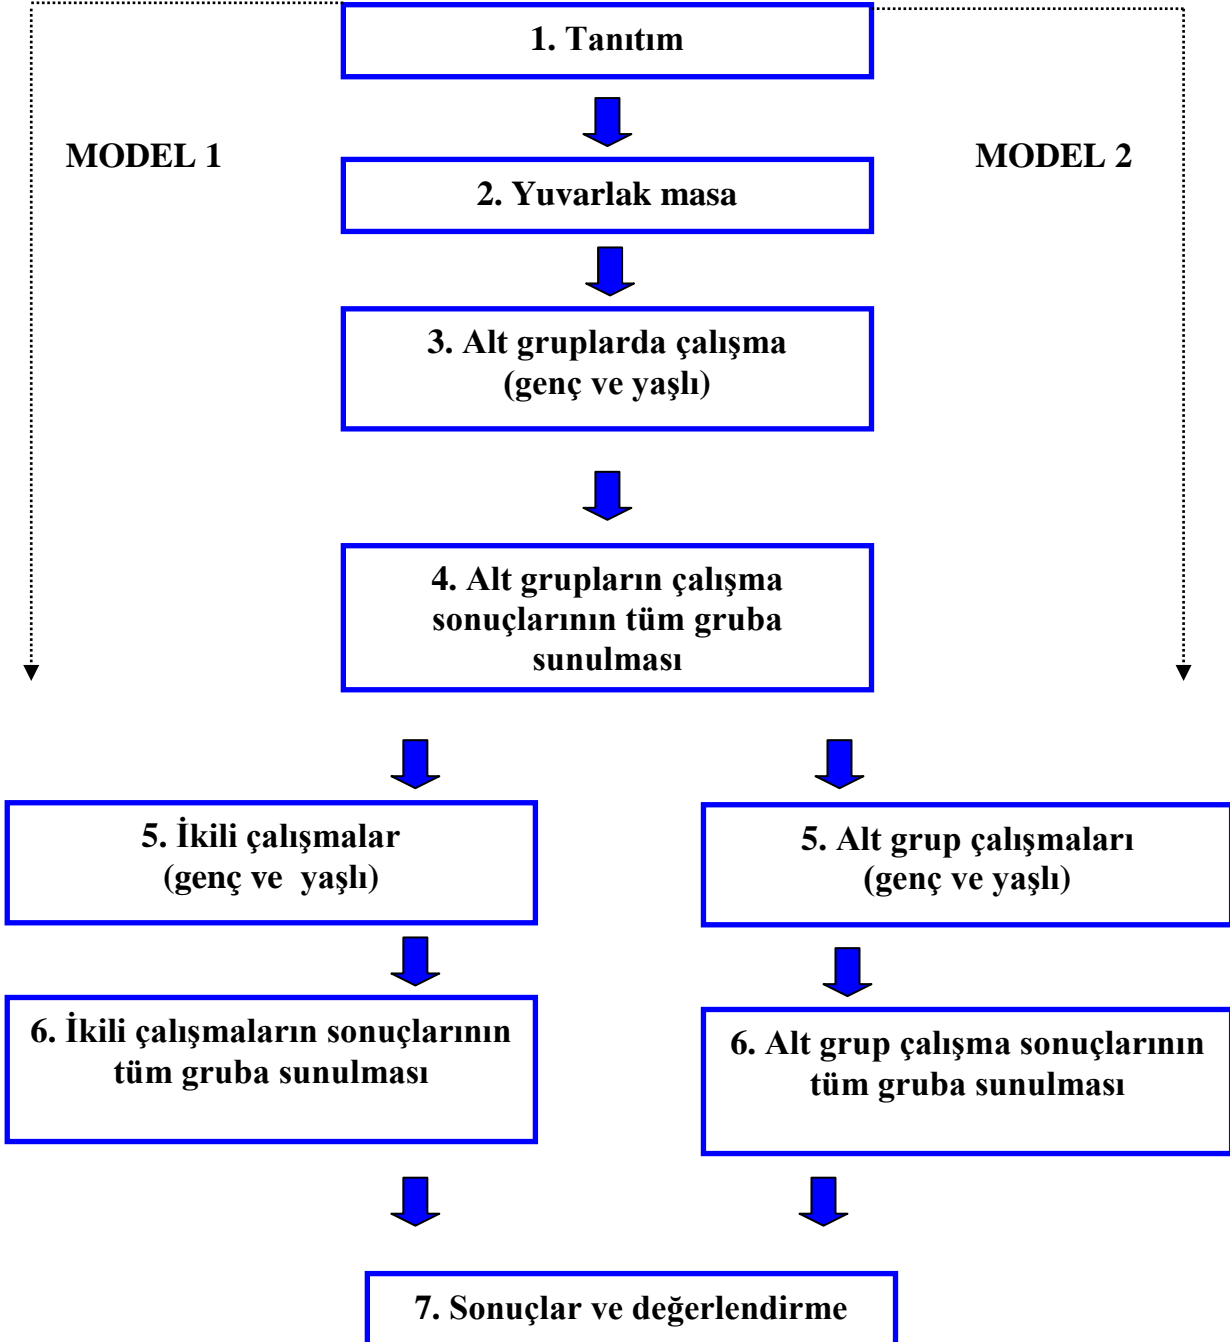 1. Tanıtım
MODEL 1
MODEL 2
2. Yuvarlak masa
3. Alt gruplarda çalışma
(genç ve yaşlı)
4. Alt grupların çalışma
sonuçlarının tüm gruba
sunulması
5. İkili çalışmalar
(genç ve  yaşlı)
5. Alt grup çalışmaları
(genç ve yaşlı)
6. İkili çalışmaların sonuçlarının
tüm gruba sunulması
6. Alt grup çalışma sonuçlarının
tüm gruba sunulması
7. Sonuçlar ve değerlendirme